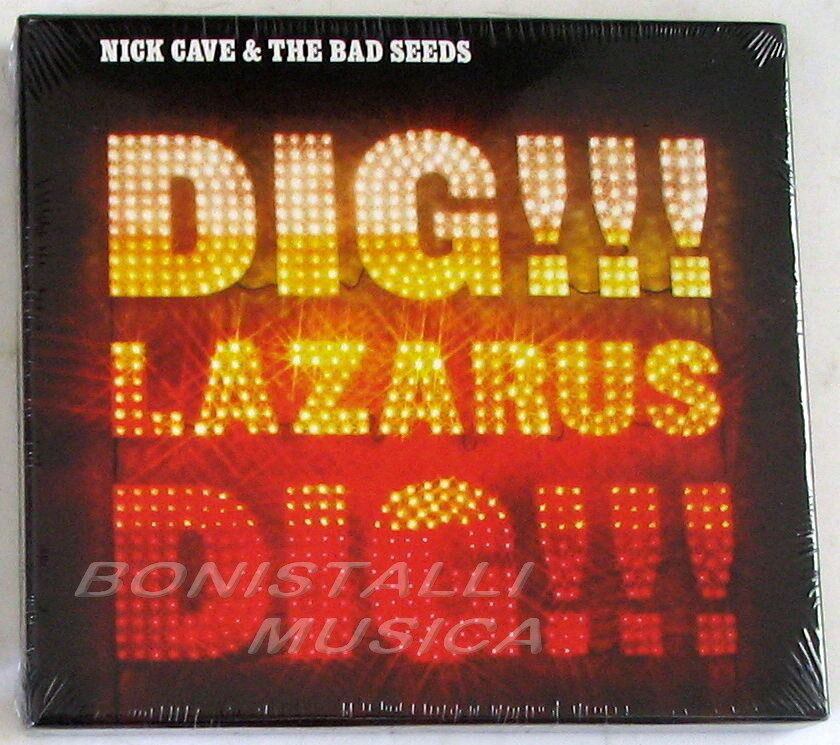 NICK CAVE & THE BAD SEEDS
DIG!!!
LAZARUS
DIG!!!
BONISTALLI
MUSICA